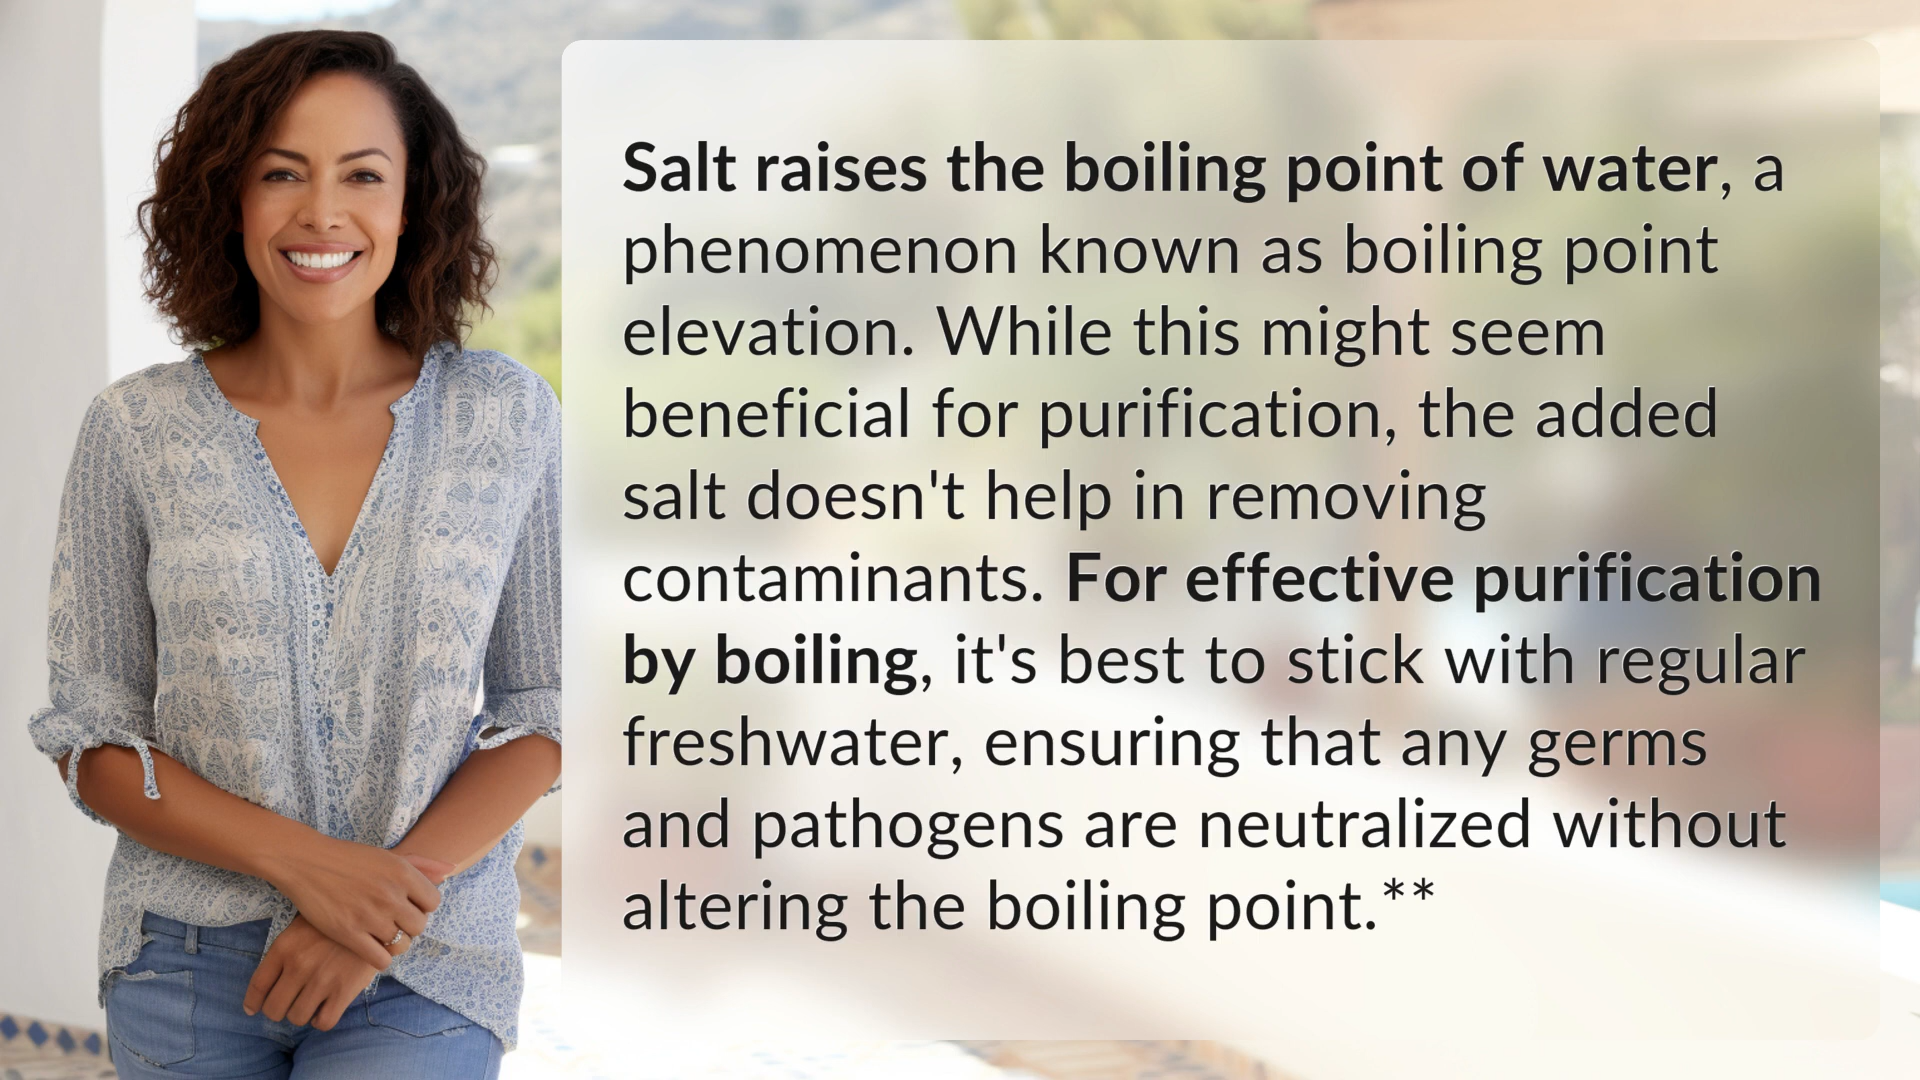 Salt raises the boiling point of water, a
phenomenon known as boiling point
elevation. While this might seem
beneficial for purification, the added
salt doesn't help in removing
contaminants. For effective purification
by boiling, it's best to stick with regular
freshwater, ensuring that any germs
and pathogens are neutralized without
altering the boiling point.**